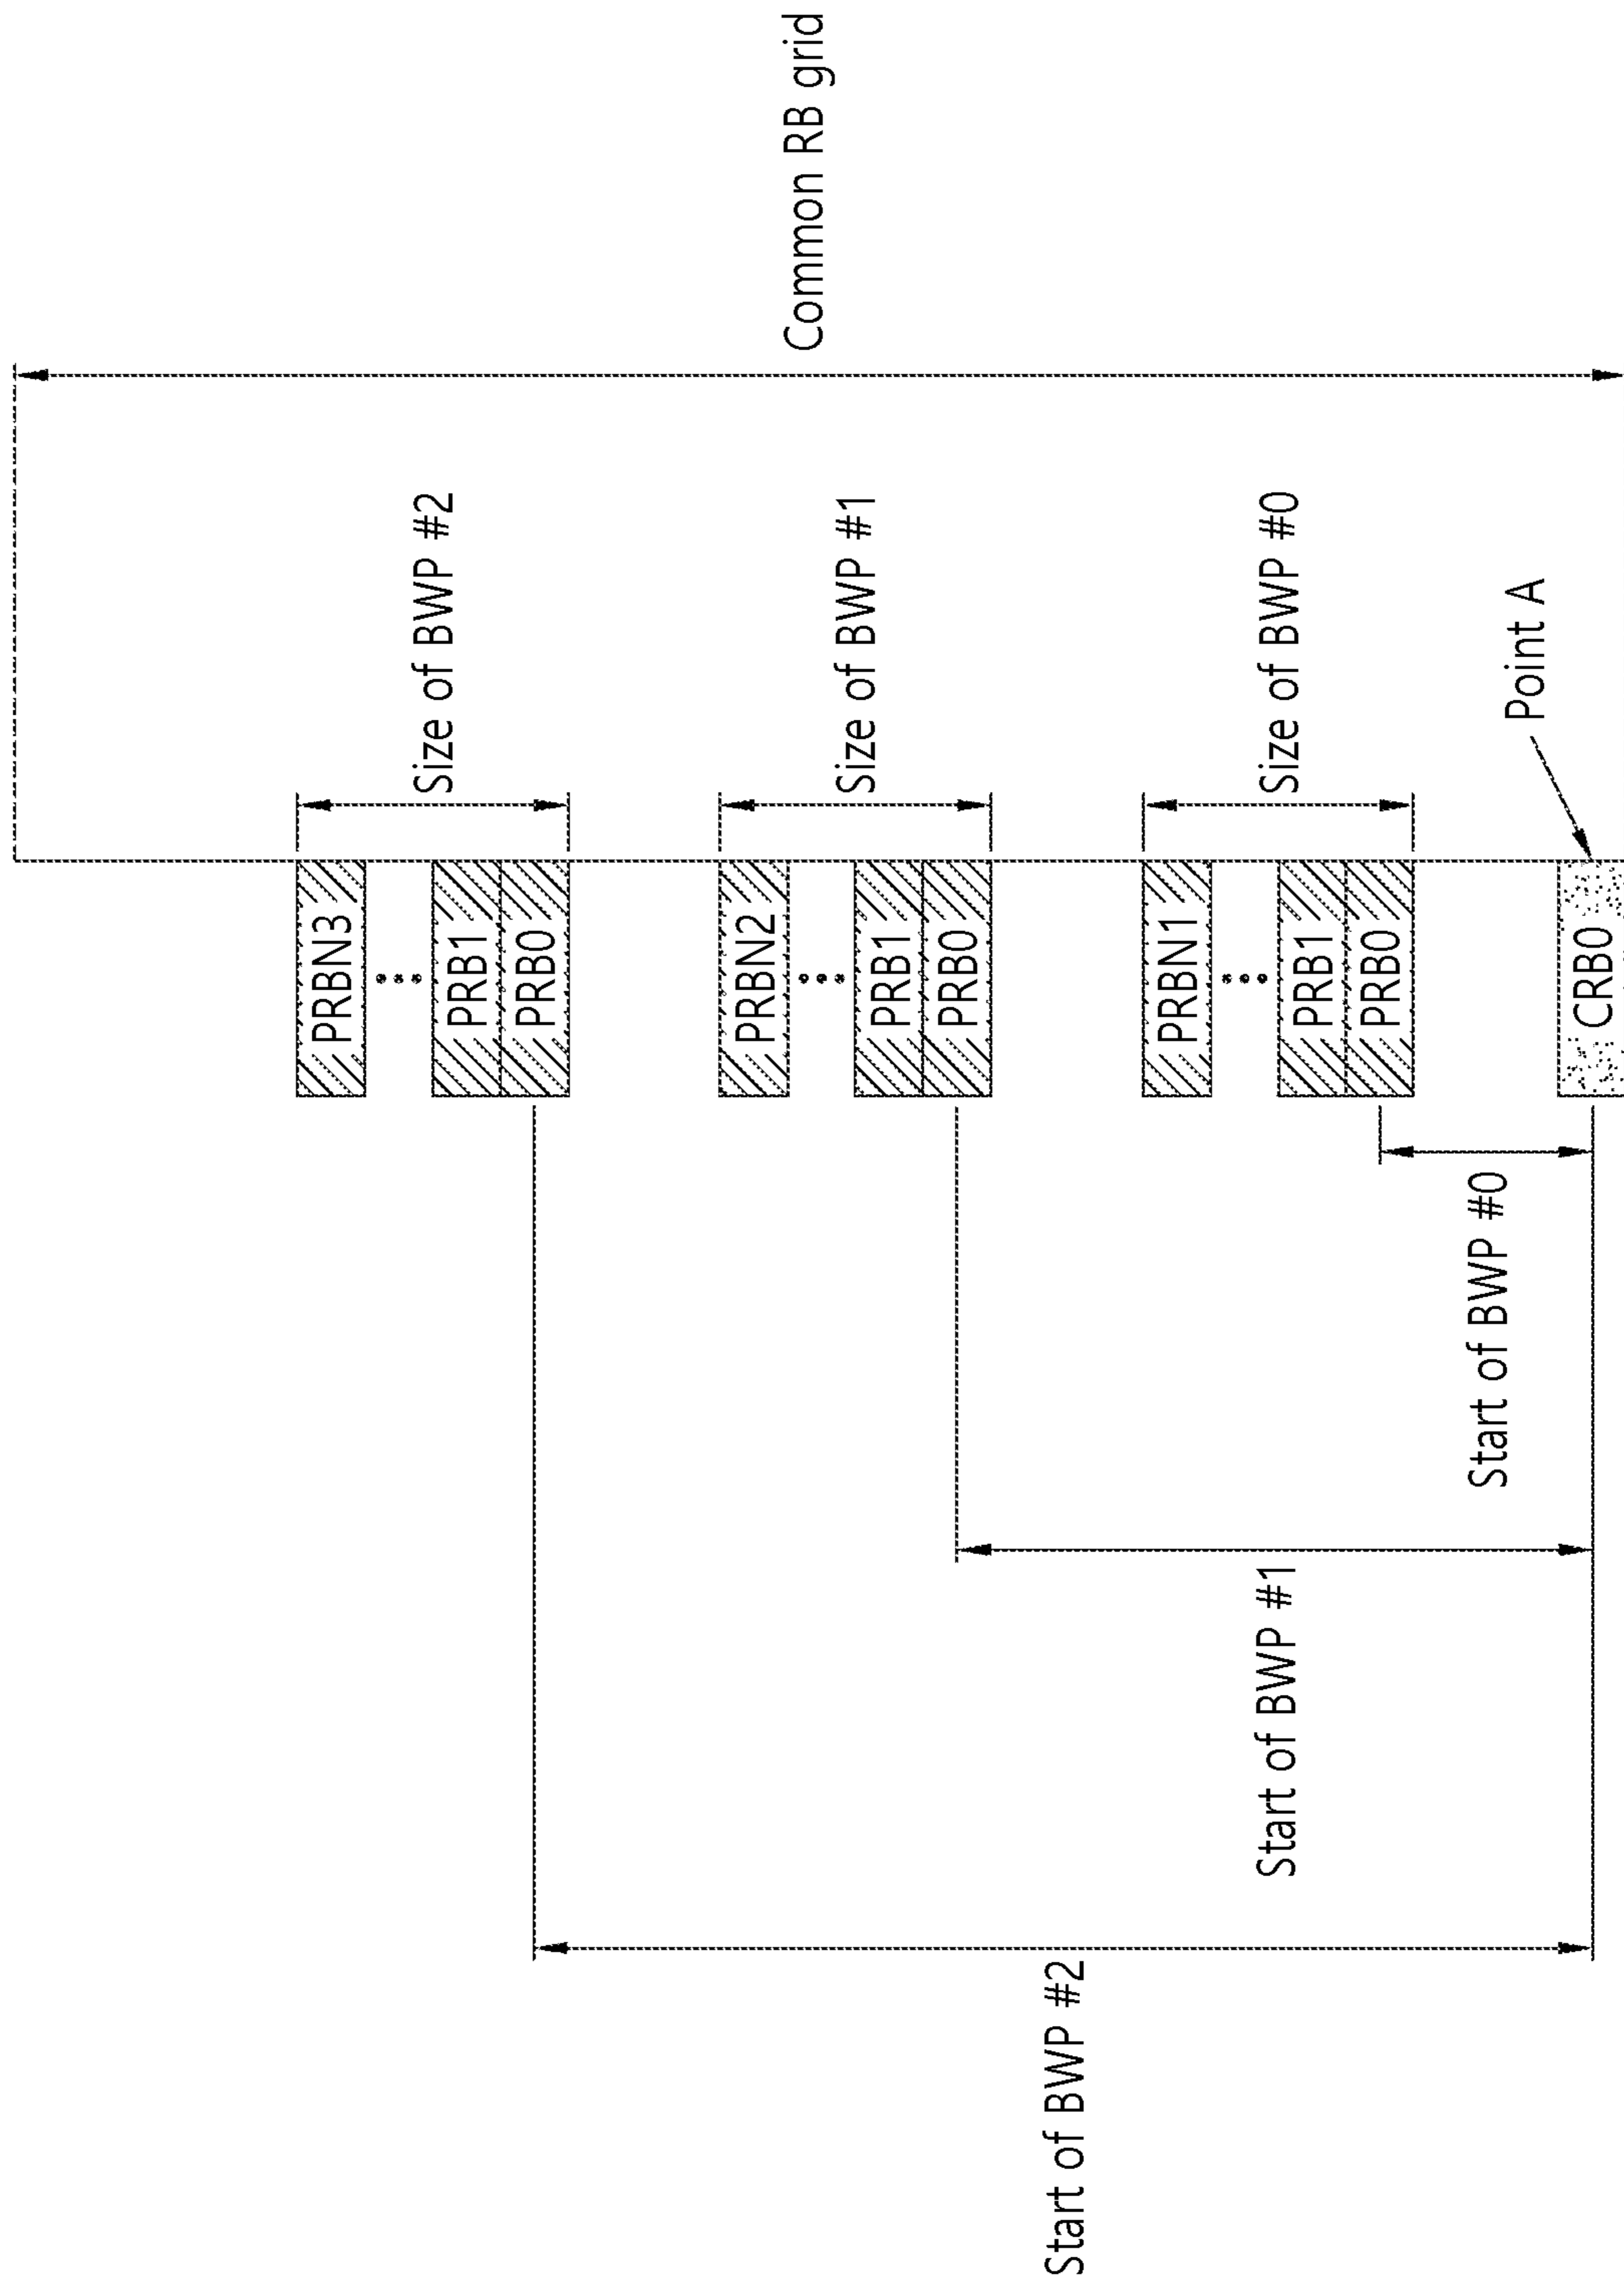 Common RB grid
Size of BWP #2
Size of BWP #1
Size of BWP #0
Point A
PRBN3
PRB1
PRB0
PRBN2
PRB1
PRB0
PRBN1
PRB1
PRB0
CRB0
Start of BWP #0
Start of BWP #1
Start of BWP #2